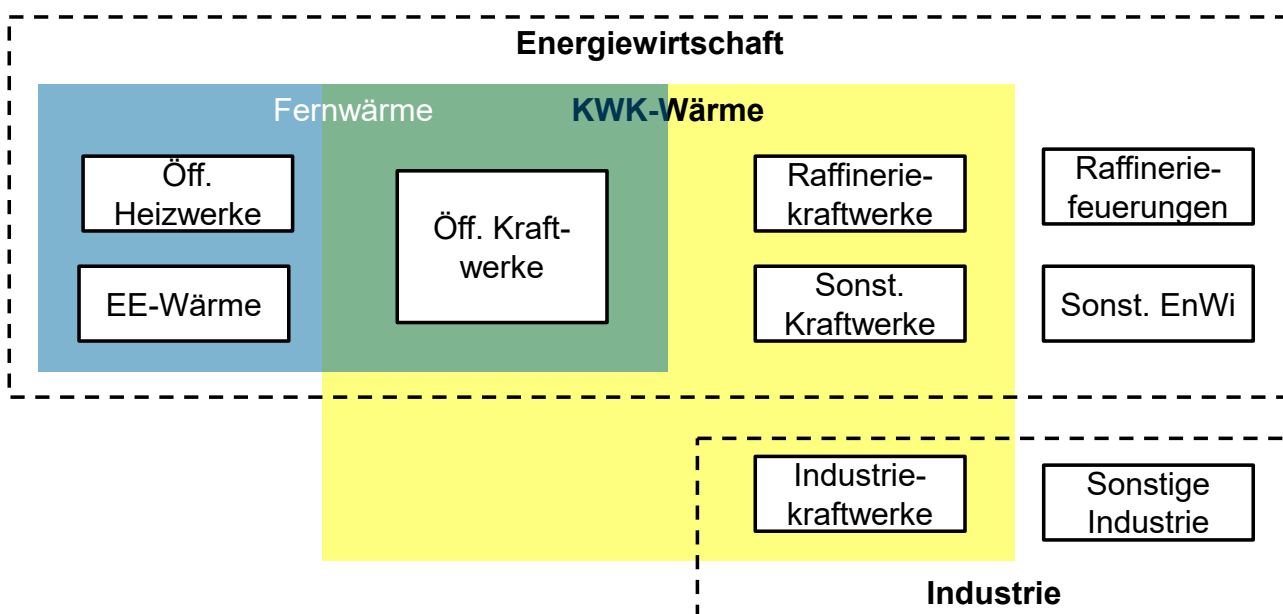 Energiewirtschaft
Fernwärme
KWK-Wärme
Öff.
Heizwerke
EE-Wärme
Öff. Kraft-
werke
Raffinerie-
kraftwerke
Sonst.
Kraftwerke
Raffinerie-
feuerungen
Sonst. EnWi
Industrie-
kraftwerke
Sonstige
Industrie
Industrie